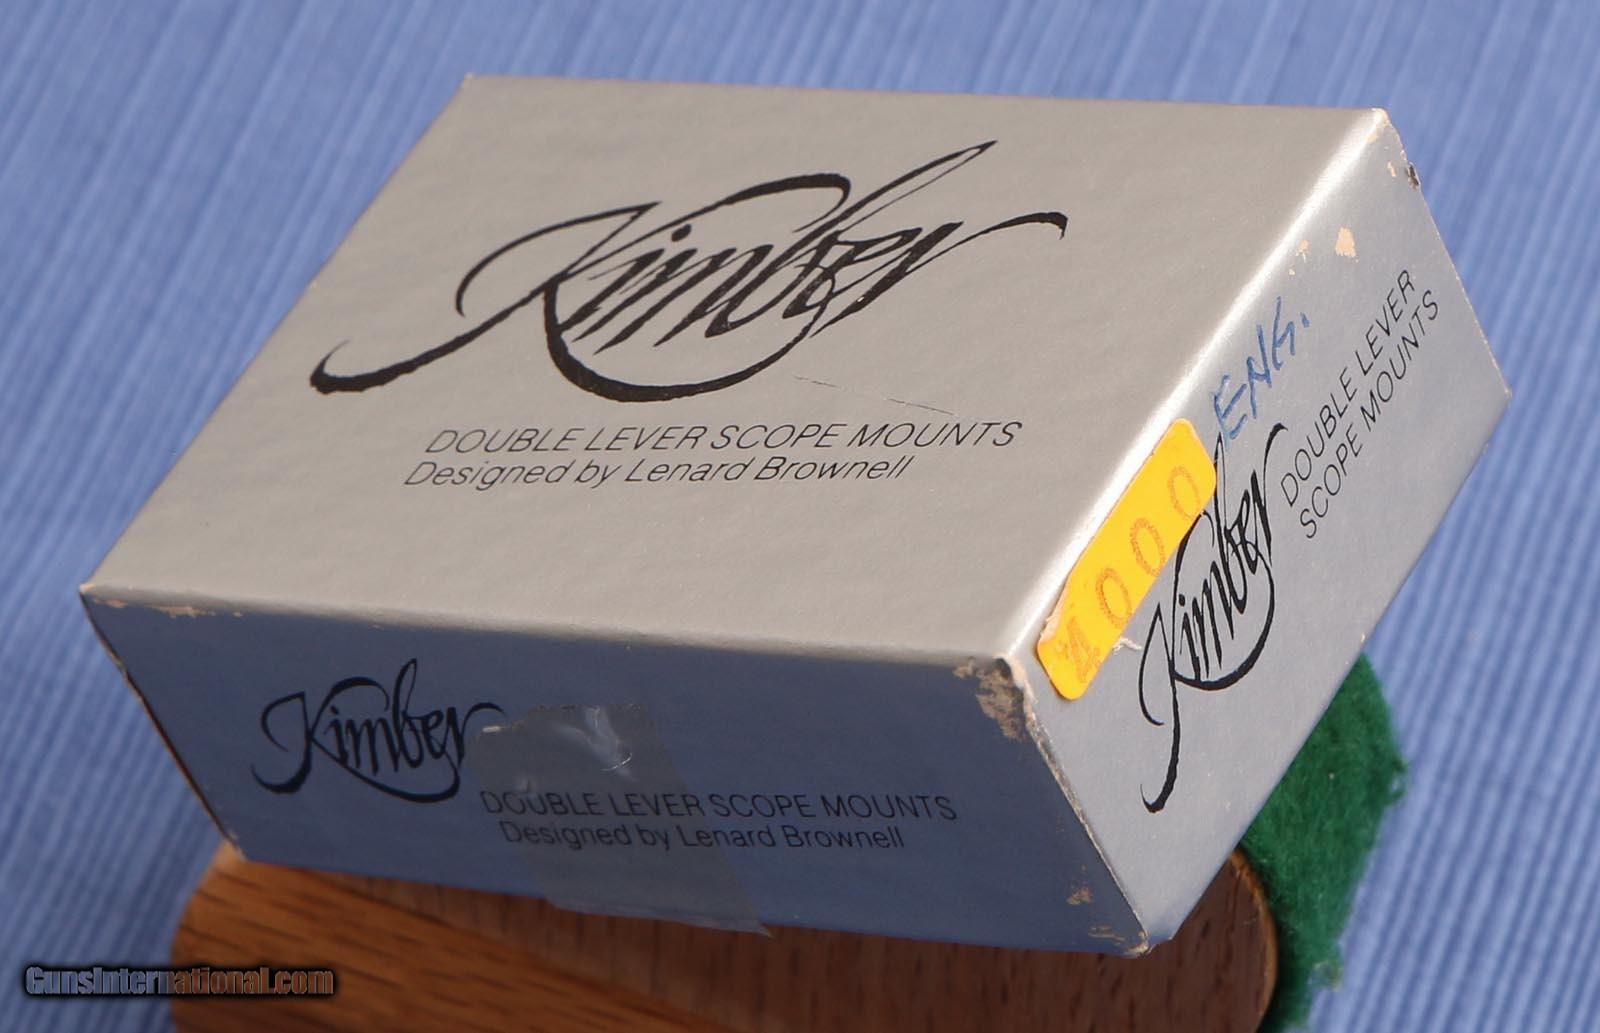 Kimber
DOUBLE LEVER SCOPE MOUNTS
Designed by Lenard Brownell
Kimber
DOUBLE LEVER SCOPE MOUNTS
Designed by Lenard Brownell
ENG.
4000
Kimber
DOUBLE LEVER
SCOPE MOUNTS
GunsInternational.com